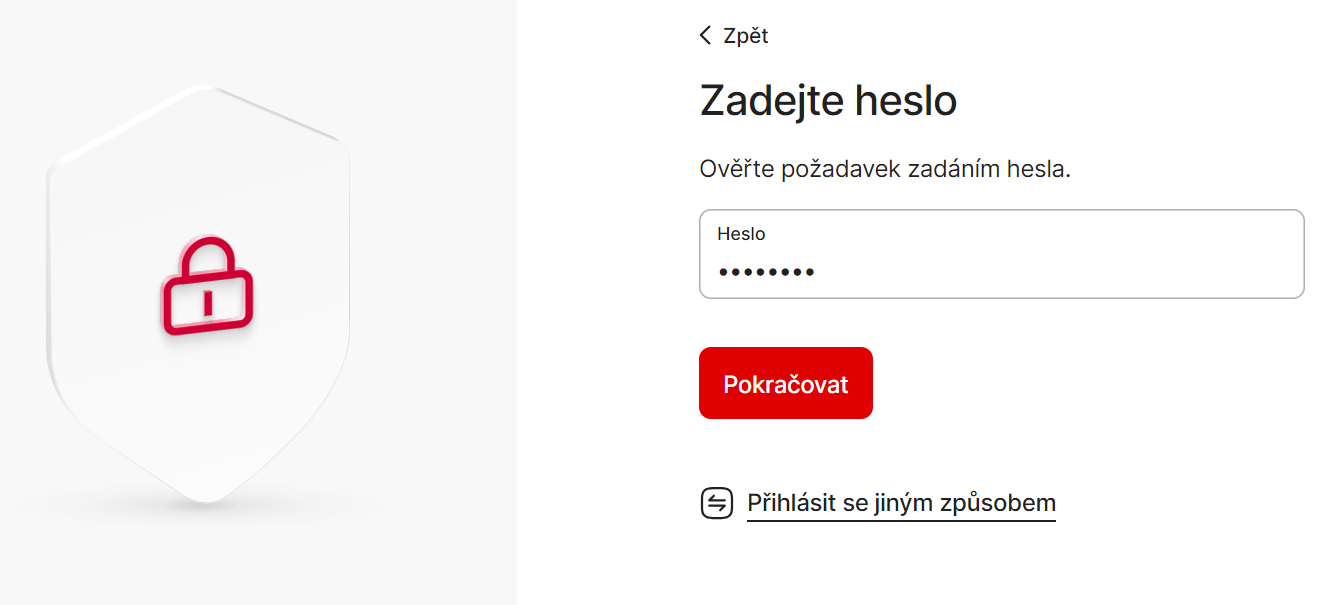 Zpět
Zadejte heslo
Ověřte požadavek zadáním hesla.
Heslo
••••••••
Pokračovat
Přihlásit se jiným způsobem